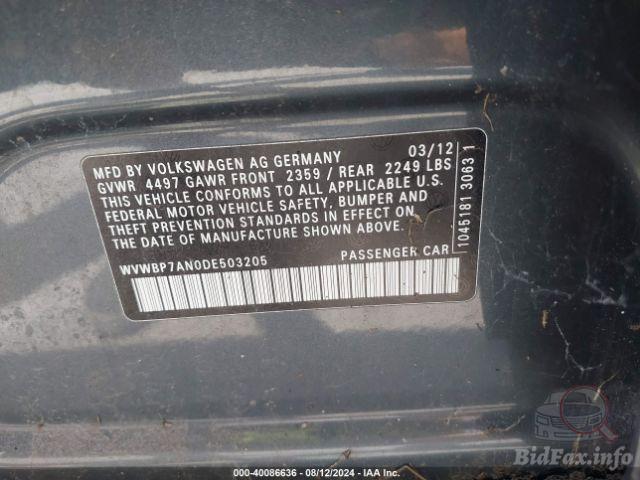 MFD BY VOLKSWAGEN AG GERMANY 03/12
GVWR 4497 GAWR FRONT 2359 / REAR 2249 LBS
THIS VEHICLE CONFORMS TO ALL APPLICABLE U.S.
FEDERAL MOTOR VEHICLE SAFETY, BUMPER AND
THEFT PREVENTION STANDARDS IN EFFECT ON
THE DATE OF MANUFACTURE SHOWN ABOVE.
WVWBP7AN0DE503205 PASSENGER CAR
1045181 30631
BidFax.info
000-40086636 - 08/12/2024 - IAA Inc.